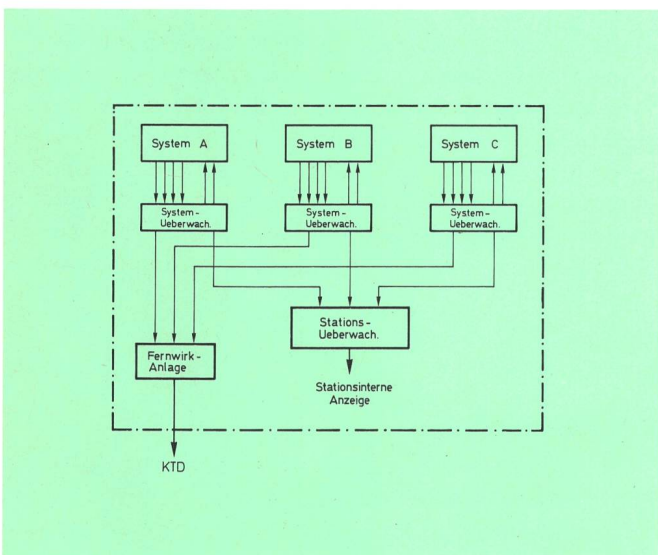 System A
System B
System C
System-
Ueberwach.
System-
Ueberwach.
System-
Ueberwach.
Stations-
Ueberwach.
Fernwirk-
Anlage
Stationsinterne
Anzeige
KTD